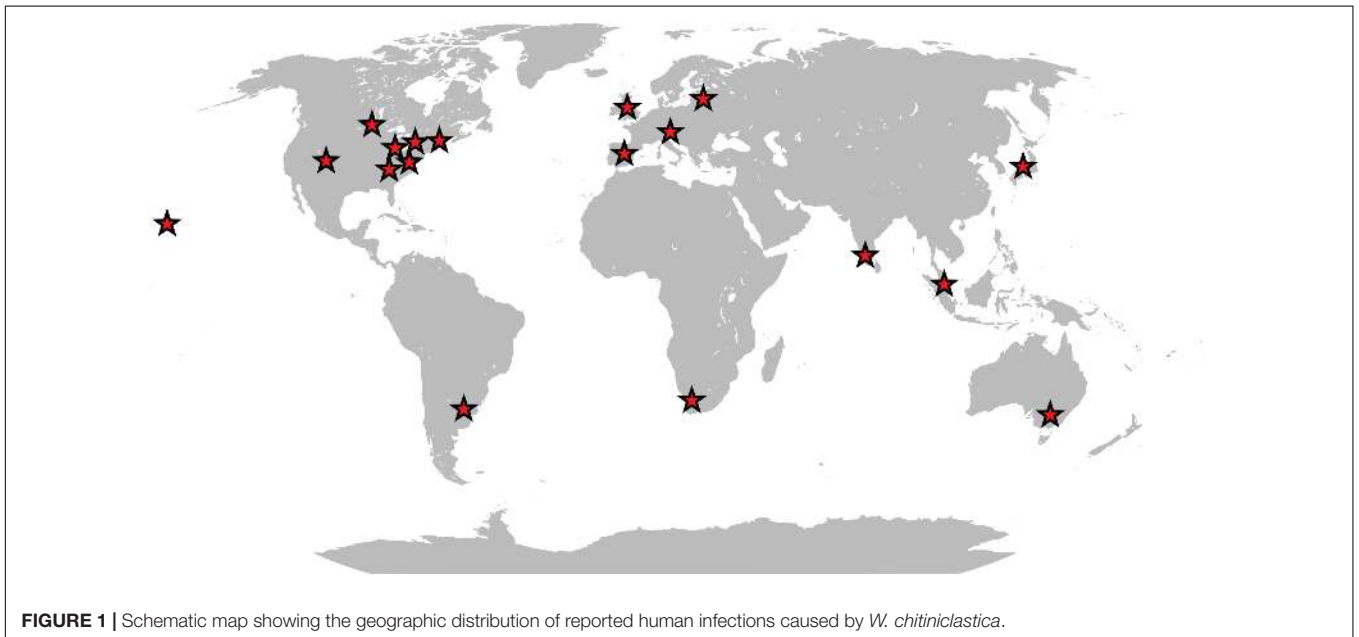 FIGURE 1 | Schematic map showing the geographic distribution of reported human infections caused by W. chitiniclastica.